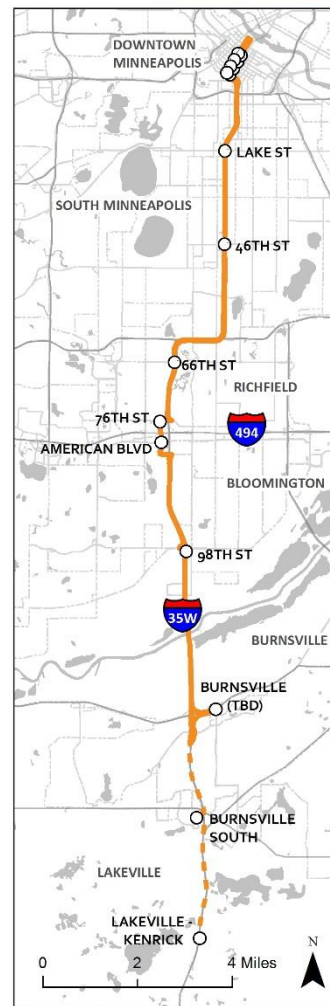 DOWNTOWN
MINNEAPOLIS
LAKE ST
SOUTH MINNEAPOLIS
46TH ST
66TH ST
RICHFIELD
76TH ST
494
AMERICAN BLVD
BLOOMINGTON
98TH ST
35W
BURNSVILLE
BURNSVILLE
(TBD)
BURNSVILLE
SOUTH
LAKEVILLE
LAKEVILLE -
KENRICK
N
0 2 4 Miles